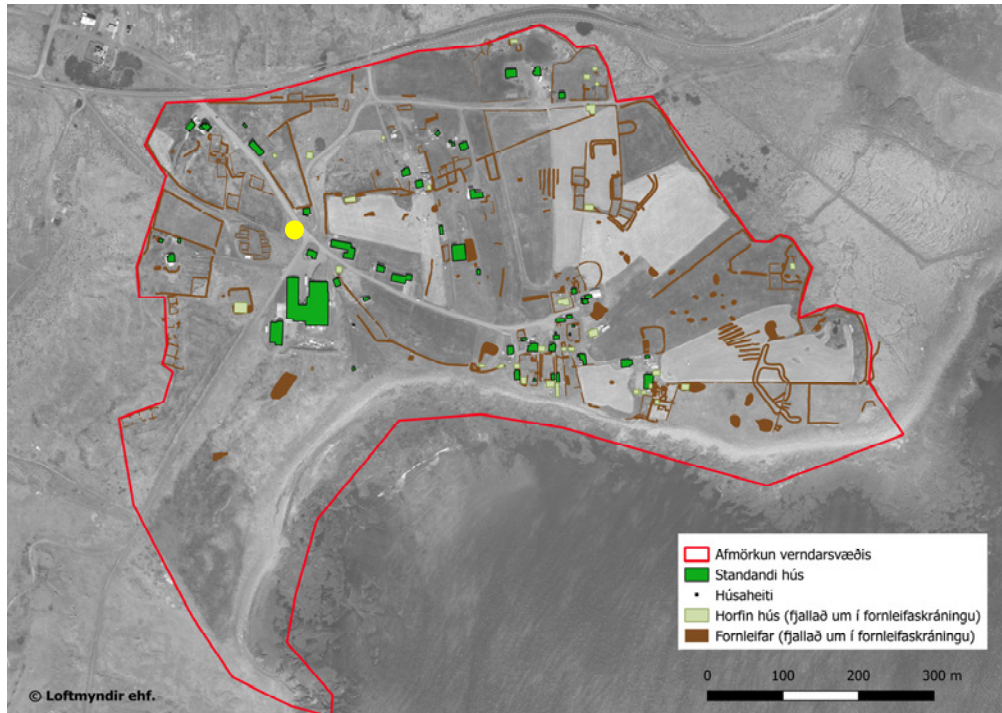 Afmörkun verndarsvæðis
Standandi hús
Húsaheiti
Horfin hús (fjallað um í fornleifaskráningu)
Fornleifar (fjallað um í fornleifaskráningu)
0 100 200 300 m
© Loftmyndir ehf.